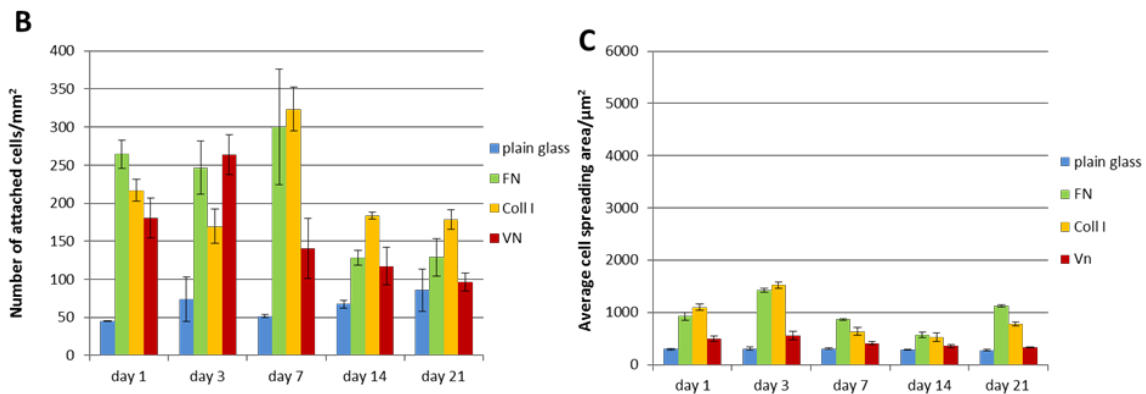 B
Number of attached cells/mm²
400
350
300
250
200
150
100
50
0
day 1 day 3 day 7 day 14 day 21
plain glass
FN
Coll I
VN
C
Average cell spreading area/µm²
6000
5000
4000
3000
2000
1000
0
day 1 day 3 day 7 day 14 day 21
plain glass
FN
Coll I
Vn